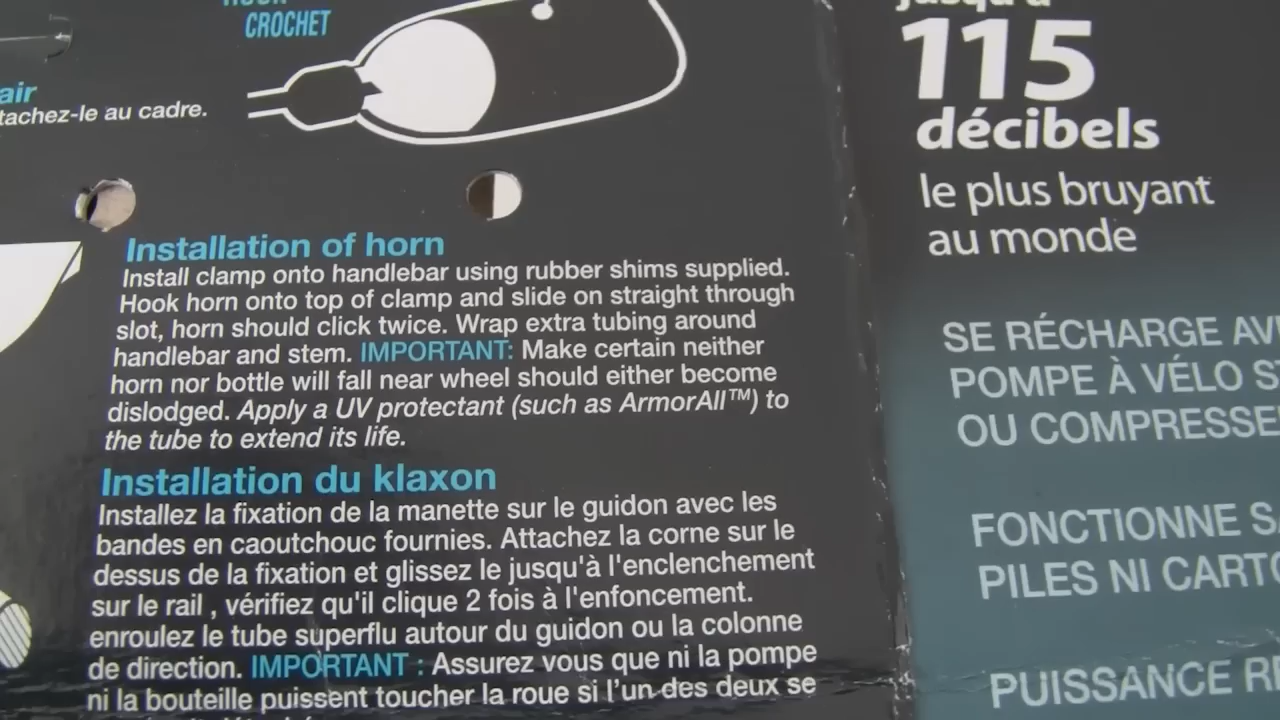 CROCHET
air
tachez-le au cadre.
Installation of horn
Install clamp onto handlebar using rubber shims supplied.
Hook horn onto top of clamp and slide on straight through
slot, horn should click twice. Wrap extra tubing around
handlebar and stem. IMPORTANT: Make certain neither
horn nor bottle will fall near wheel should either become
dislodged. Apply a UV protectant (such as ArmorAll™) to
the tube to extend its life.
Installation du klaxon
Installez la fixation de la manette sur le guidon avec les
bandes en caoutchouc fournies. Attachez la corne sur le
dessus de la fixation et glissez le jusqu'à l'enclenchement
sur le rail , vérifiez qu'il clique 2 fois à l'enfoncement.
enroulez le tube superflu autour du guidon ou la colonne
de direction. IMPORTANT : Assurez vous que ni la pompe
ni la bouteille puissent toucher la roue si l'un des deux se
jusqu'à
115
décibels
le plus bruyant
au monde
SE RÉCHARGE AV
POMPE À VÉLO S
OU COMPRESSE
FONCTIONNE S
PILES NI CARTO
PUISSANCE R